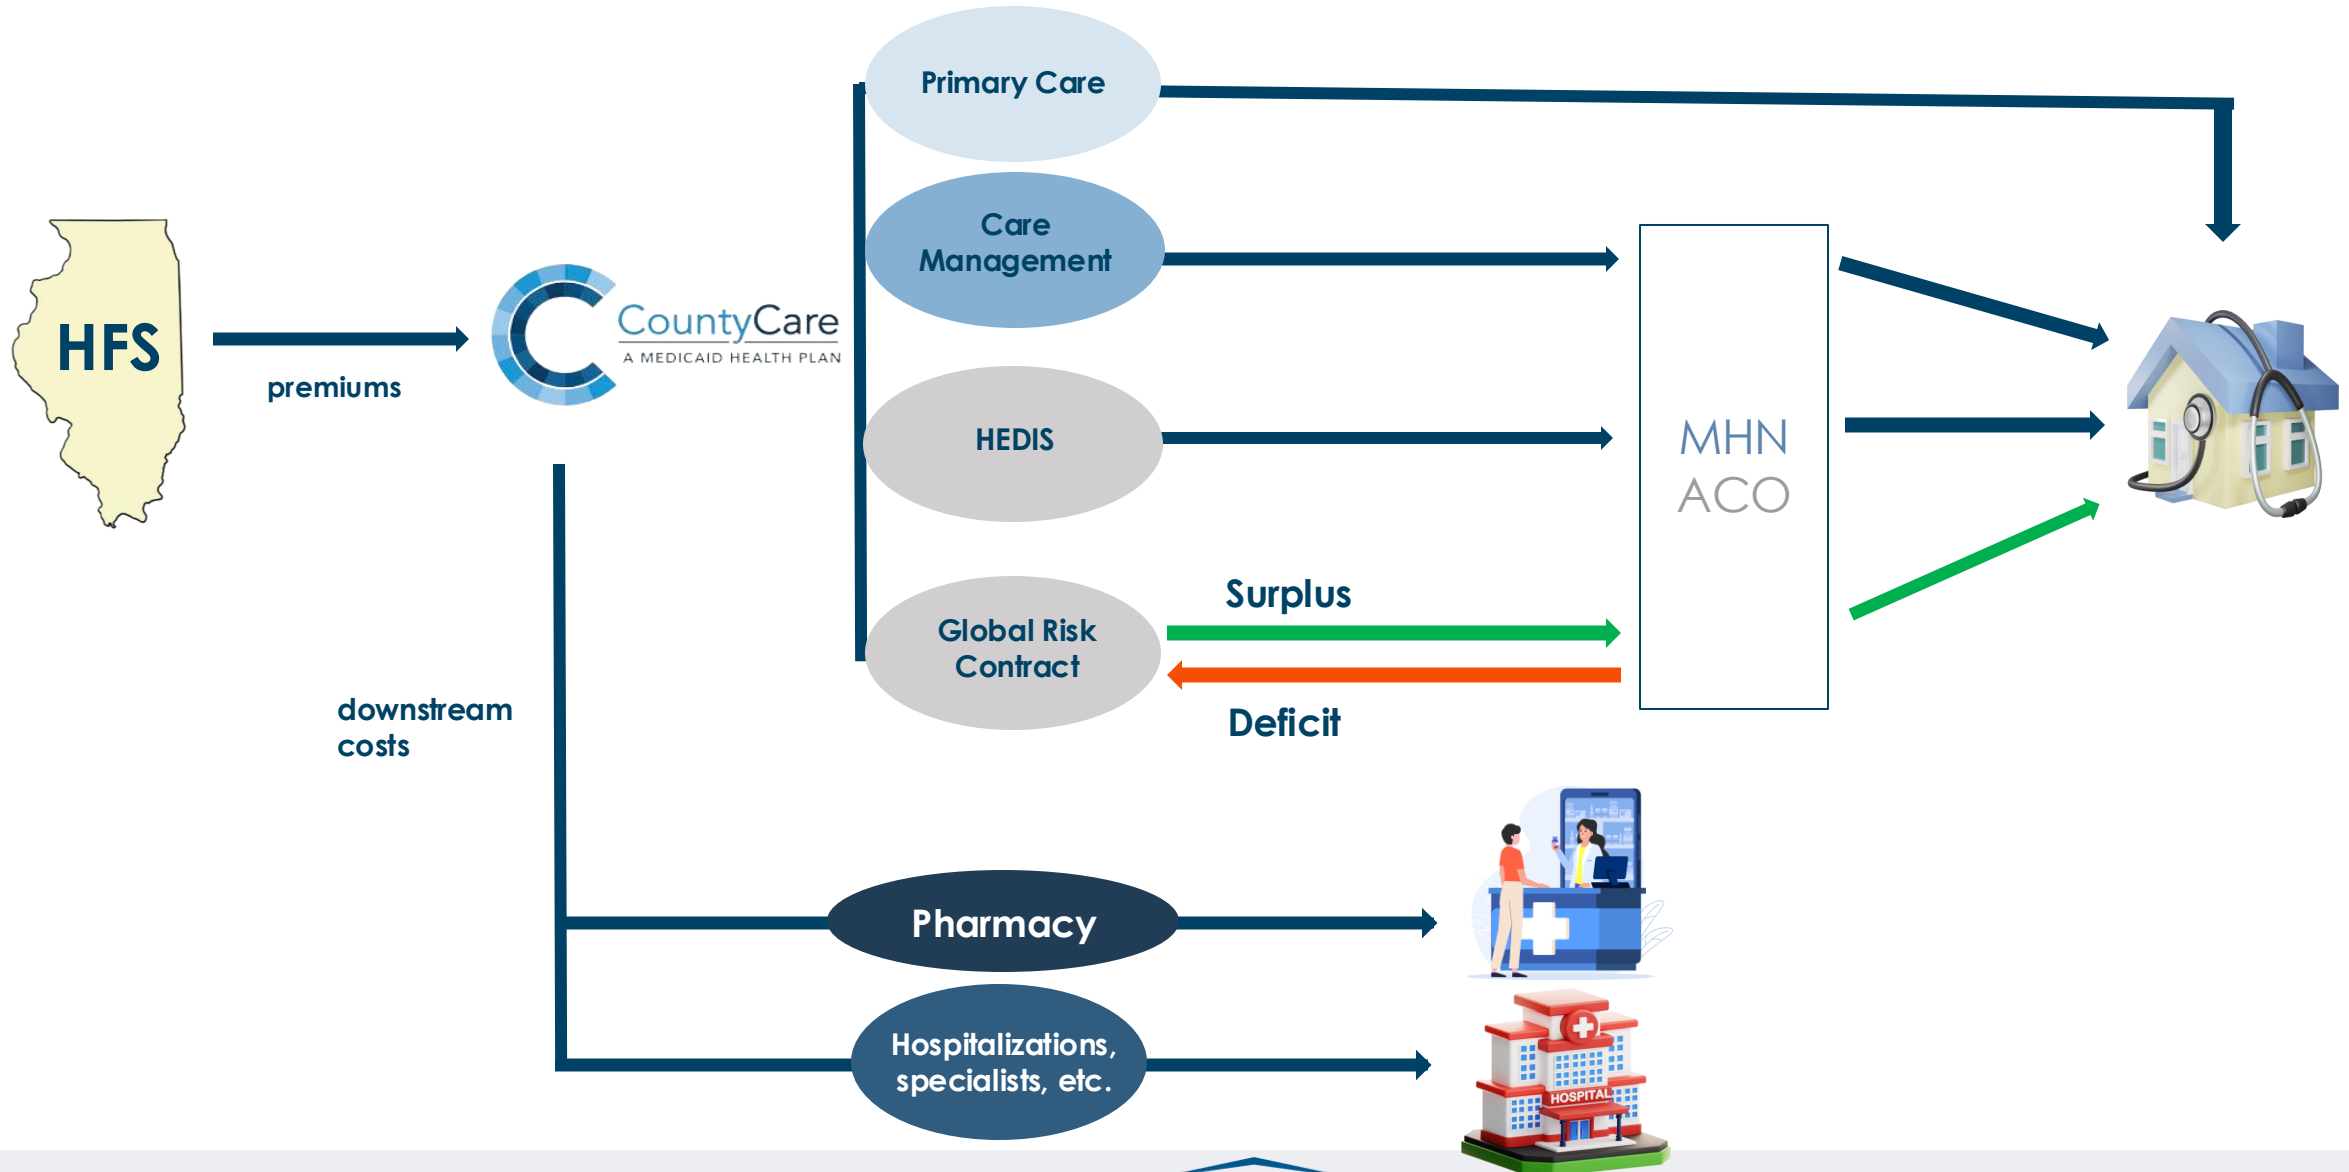 Primary Care
Care
Management
HFS
premiums
CountyCare
A MEDICAID HEALTH PLAN
HEDIS
MHN
ACO
Surplus
Global Risk
Contract
Deficit
downstream
costs
Pharmacy
Hospitalizations,
specialists, etc.
HOSPITAL